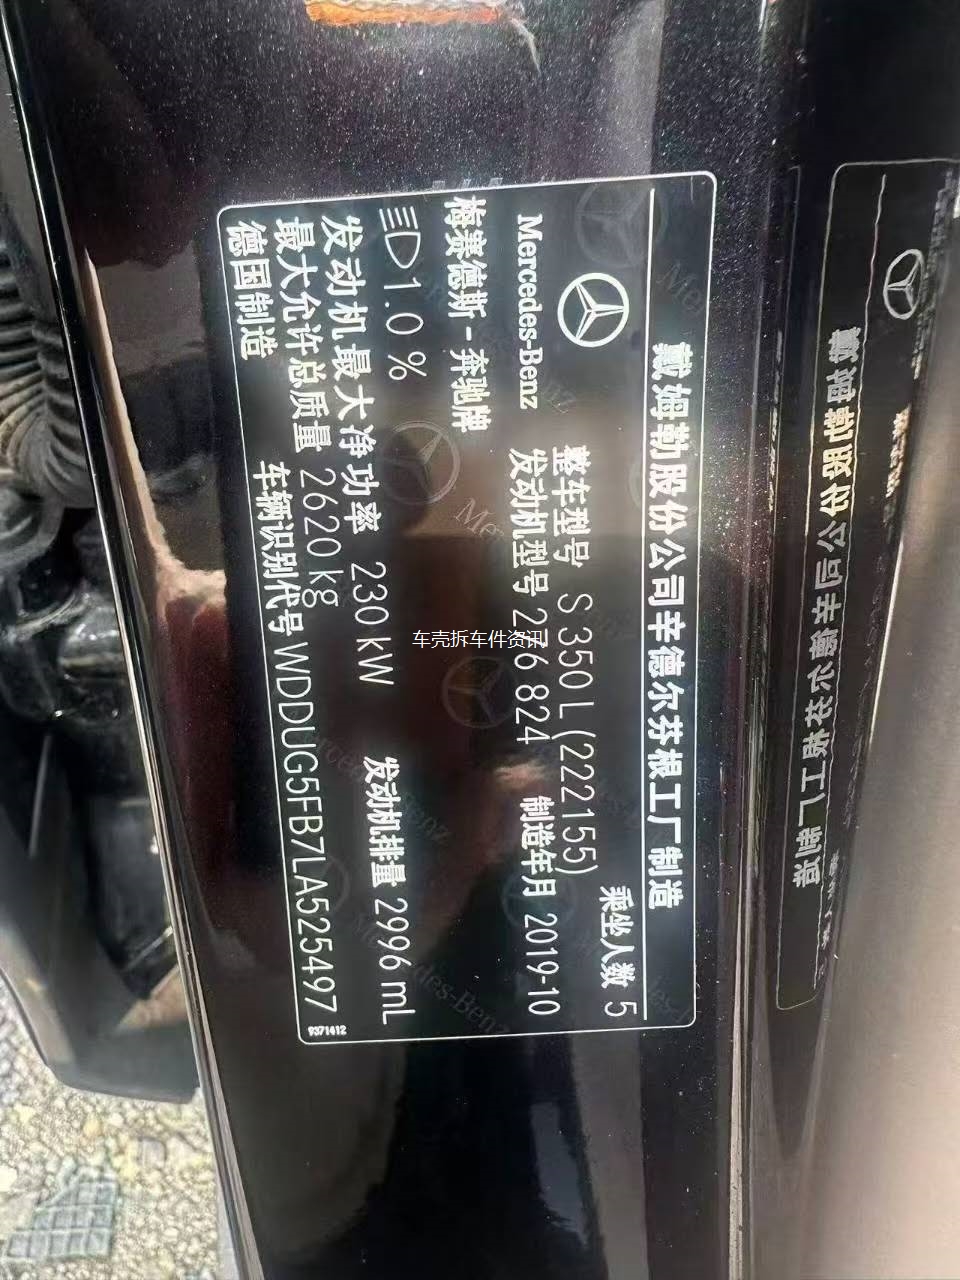 戴姆勒股份公司辛德尔芬根工厂制造
乘坐人数 5
Mercedes-Benz
整车型号 S 350 L (222155)
梅赛德斯-奔驰牌
发动机型号 276 824 制造年月 2019-10
1.0 %
发动机最大净功率 230 kW 发动机排量 2996 mL
最大允许总质量 2620 kg
德国制造
车辆识别代号 WDDUG5FB7LA525497
9371412
车壳拆车件资讯